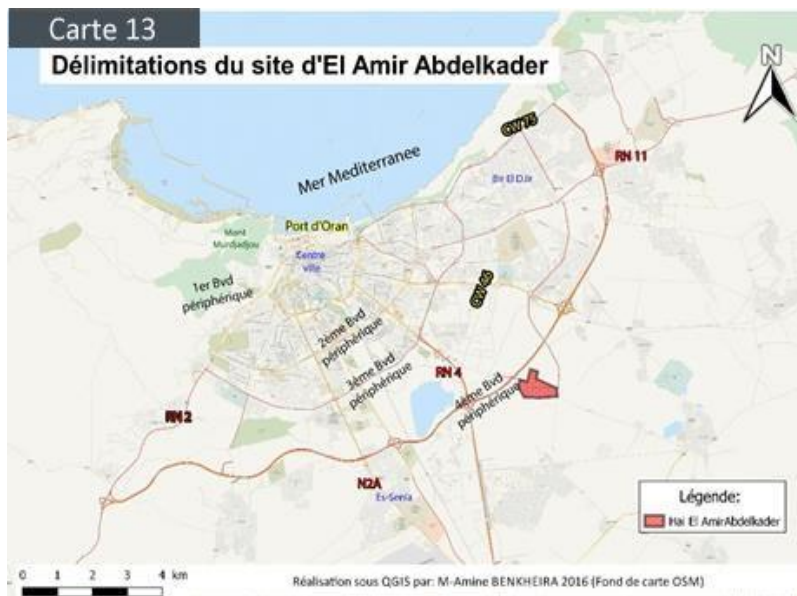 Carte 13
Délimitations du site d'El Amir Abdelkader
N
CW75
Mer Mediterranee
RN 11
Bir El DJir
Port d'Oran
Mont
Murdjadjou
Centre
ville
1er Bvd
périphérique
CW 46
2ème Bvd
périphérique
3ème Bvd
périphérique
RN 4
4ème Bvd
périphérique
RN 2
N2A
Es-Senia
Légende:
Hai El AmirAbdelkader
0 1 2 3 4 km
Réalisation sous QGIS par: M-Amine BENKHEIRA 2016 (Fond de carte OSM)